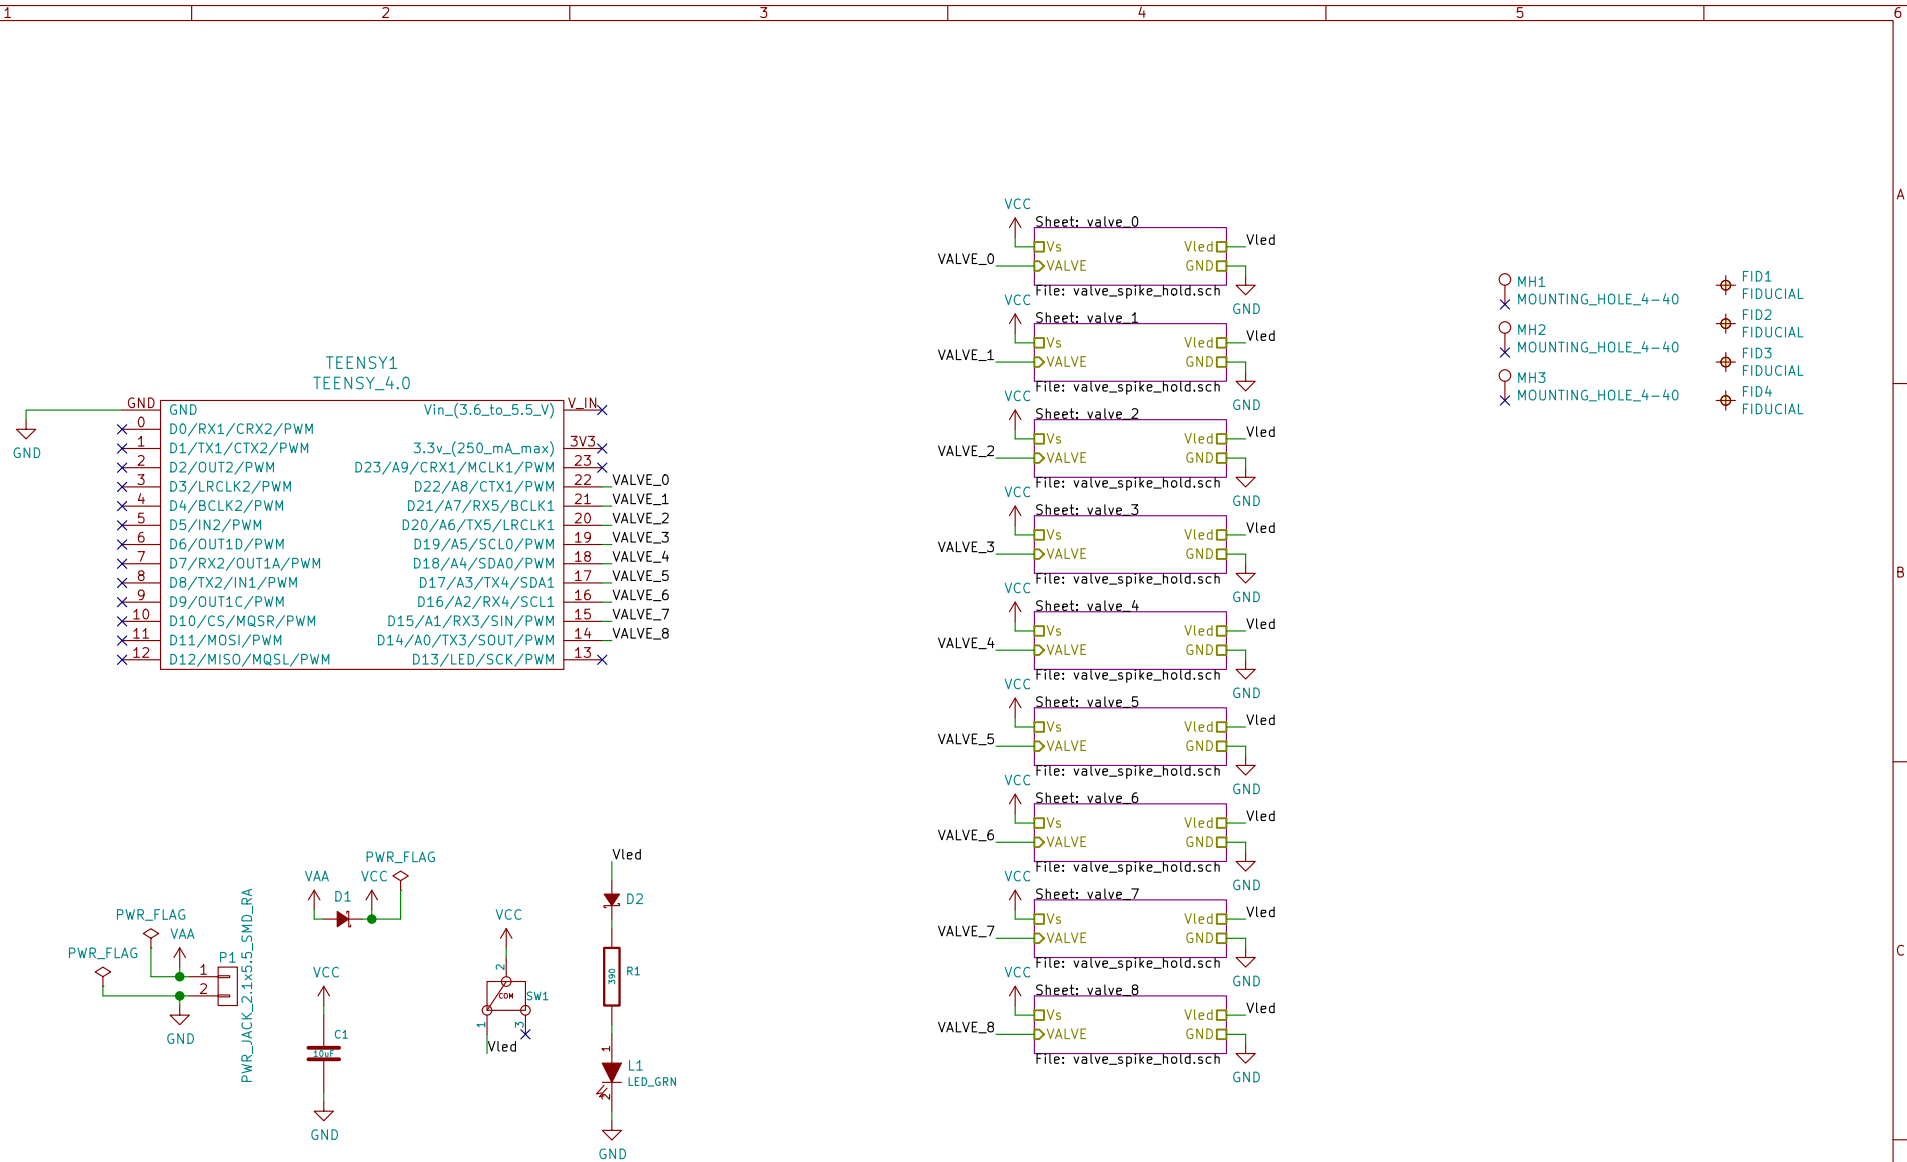 1 2 3 4 5 6
A
B
C
TEENSY1
TEENSY_4.0
GND GND Vin_(3.6_to_5.5_V) V_IN
0 D0/RX1/CRX2/PWM
1 D1/TX1/CTX2/PWM 3.3v_(250_mA_max) 3V3
2 D2/OUT2/PWM D23/A9/CRX1/MCLK1/PWM 23
3 D3/LRCLK2/PWM D22/A8/CTX1/PWM 22 VALVE_0
4 D4/BCLK2/PWM D21/A7/RX5/BCLK1 21 VALVE_1
5 D5/IN2/PWM D20/A6/TX5/LRCLK1 20 VALVE_2
6 D6/OUT1D/PWM D19/A5/SCL0/PWM 19 VALVE_3
7 D7/RX2/OUT1A/PWM D18/A4/SDA0/PWM 18 VALVE_4
8 D8/TX2/IN1/PWM D17/A3/TX4/SDA1 17 VALVE_5
9 D9/OUT1C/PWM D16/A2/RX4/SCL1 16 VALVE_6
10 D10/CS/MQSR/PWM D15/A1/RX3/SIN/PWM 15 VALVE_7
11 D11/MOSI/PWM D14/A0/TX3/SOUT/PWM 14 VALVE_8
12 D12/MISO/MQSL/PWM D13/LED/SCK/PWM 13
GND
VCC
Sheet: valve_0
Vs Vled Vled
VALVE_0 VALVE GND
File: valve_spike_hold.sch
GND
VCC
Sheet: valve_1
Vs Vled Vled
VALVE_1 VALVE GND
File: valve_spike_hold.sch
GND
VCC
Sheet: valve_2
Vs Vled Vled
VALVE_2 VALVE GND
File: valve_spike_hold.sch
GND
VCC
Sheet: valve_3
Vs Vled Vled
VALVE_3 VALVE GND
File: valve_spike_hold.sch
GND
VCC
Sheet: valve_4
Vs Vled Vled
VALVE_4 VALVE GND
File: valve_spike_hold.sch
GND
VCC
Sheet: valve_5
Vs Vled Vled
VALVE_5 VALVE GND
File: valve_spike_hold.sch
GND
VCC
Sheet: valve_6
Vs Vled Vled
VALVE_6 VALVE GND
File: valve_spike_hold.sch
GND
VCC
Sheet: valve_7
Vs Vled Vled
VALVE_7 VALVE GND
File: valve_spike_hold.sch
GND
VCC
Sheet: valve_8
Vs Vled Vled
VALVE_8 VALVE GND
File: valve_spike_hold.sch
GND
MH1
MOUNTING_HOLE_4-40
MH2
MOUNTING_HOLE_4-40
MH3
MOUNTING_HOLE_4-40
FID1
FIDUCIAL
FID2
FIDUCIAL
FID3
FIDUCIAL
FID4
FIDUCIAL
PWR_FLAG
PWR_FLAG
VAA
P1
1
2
PWR_JACK_2.1x5.5_SMD_RA
GND
VAA
D1
VCC
PWR_FLAG
VCC
C1
10uF
GND
VCC
2
COM
SW1
1
3
Vled
Vled
D2
R1
390
1
L1
LED_GRN
2
GND